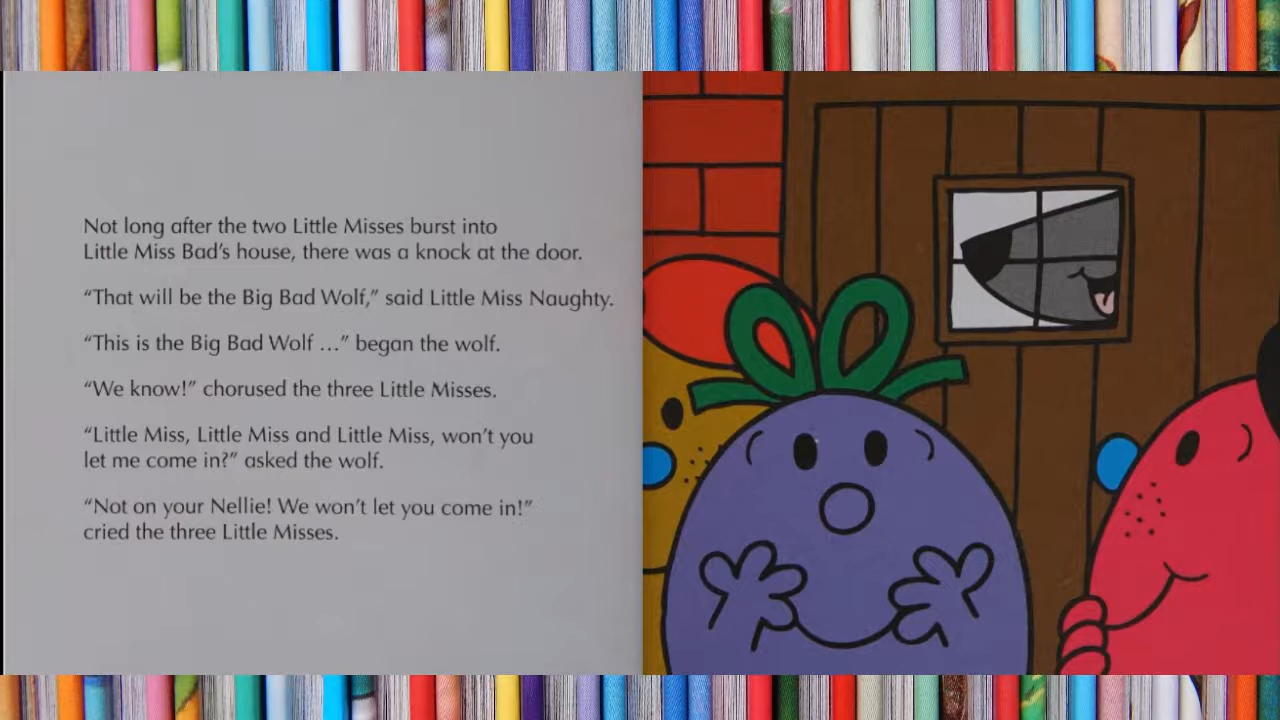 Not long after the two Little Misses burst into
Little Miss Bad’s house, there was a knock at the door.
“That will be the Big Bad Wolf,” said Little Miss Naughty.
“This is the Big Bad Wolf ...” began the wolf.
“We know!” chorused the three Little Misses.
“Little Miss, Little Miss and Little Miss, won’t you
let me come in?” asked the wolf.
“Not on your Nellie! We won’t let you come in!”
cried the three Little Misses.